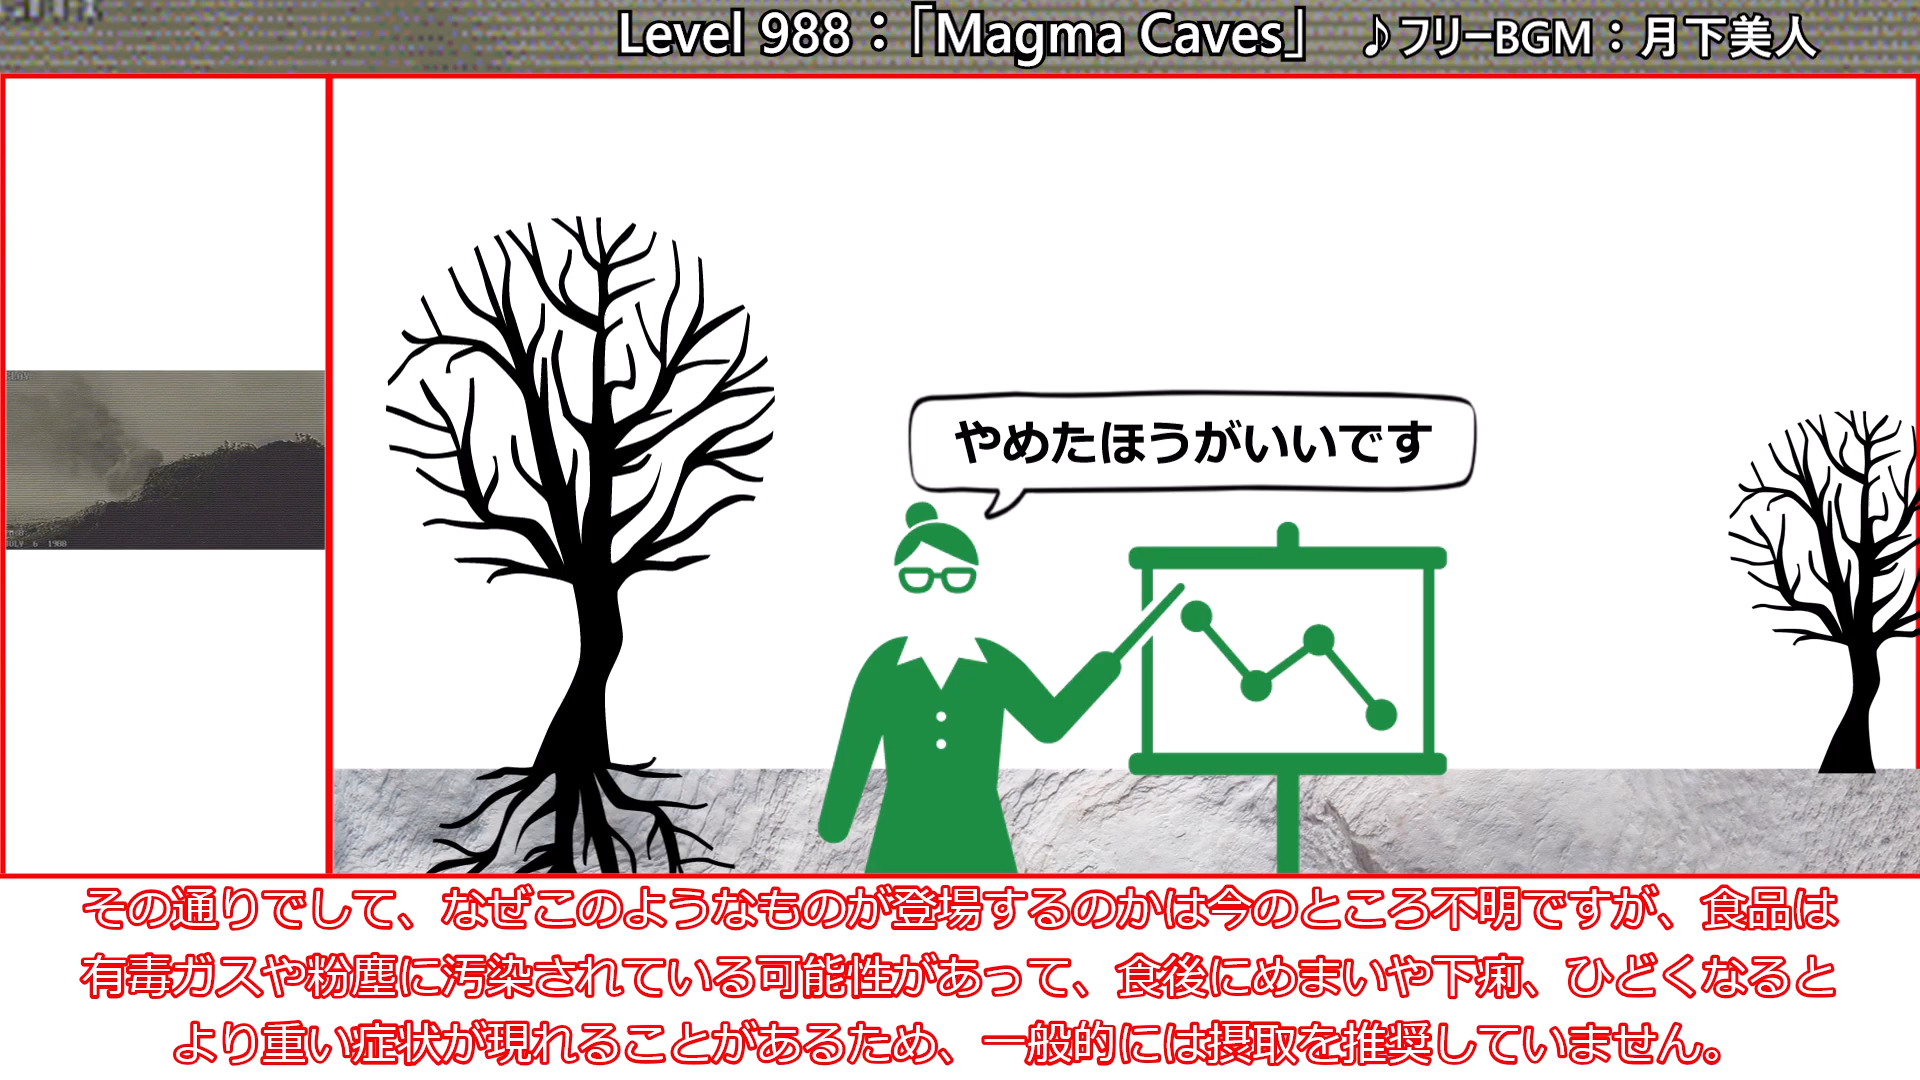 Level 988：「Magma Caves」　♪フリーBGM：月下美人
PLAY
JULY 6 1988
やめたほうがいいです
その通りでして、なぜこのようなものが登場するのかは今のところ不明ですが、食品は
有毒ガスや粉塵に汚染されている可能性があって、食後にめまいや下痢、ひどくなると
より重い症状が現れることがあるため、一般的には摂取を推奨していません。